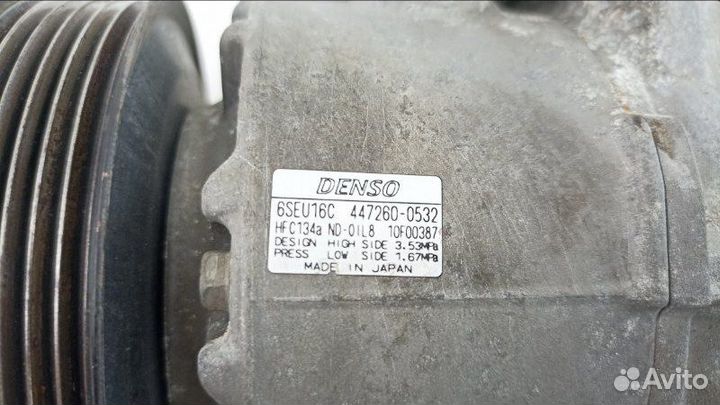 DENSO
6SEU16C 447260-0532
HFC134a ND-OIL8 10F00387
DESIGN HIGH SIDE 3.53MPa
PRESS LOW SIDE 1.67MPa
MADE IN JAPAN
Avito